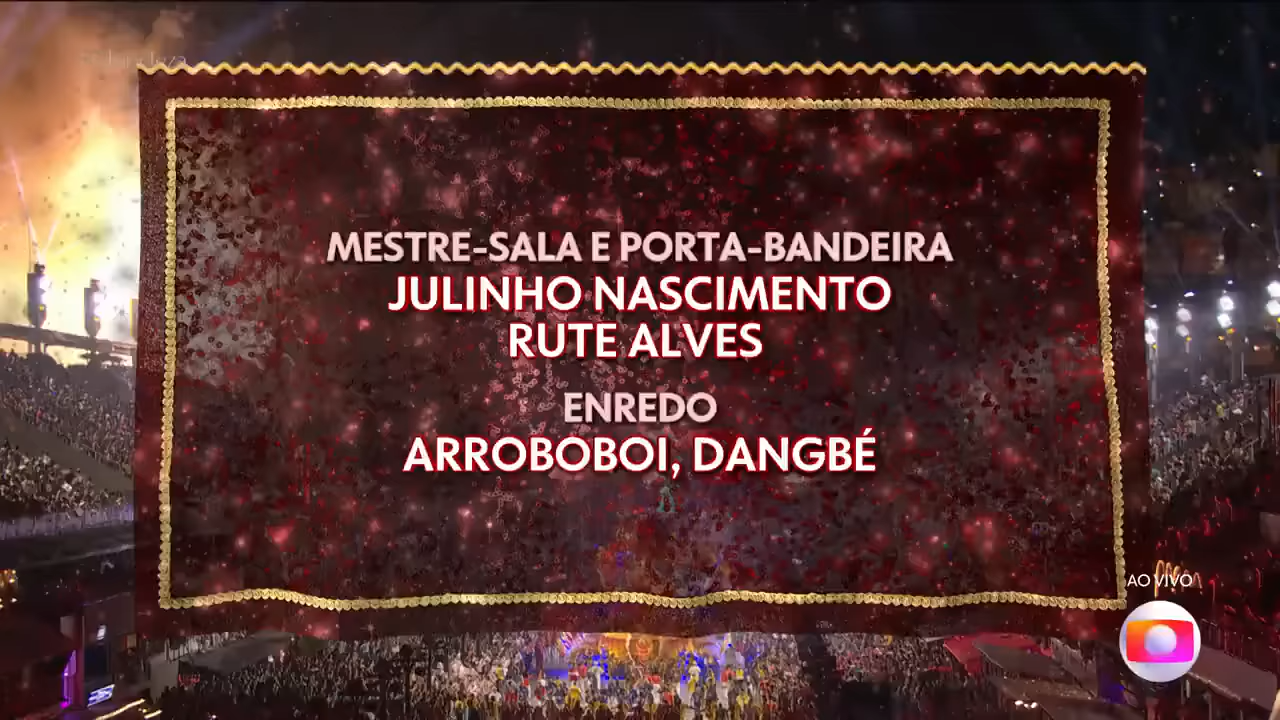 MESTRE-SALA E PORTA-BANDEIRA
JULINHO NASCIMENTO
RUTE ALVES
ENREDO
ARROBOBOI, DANGBÉ
AO VIVO